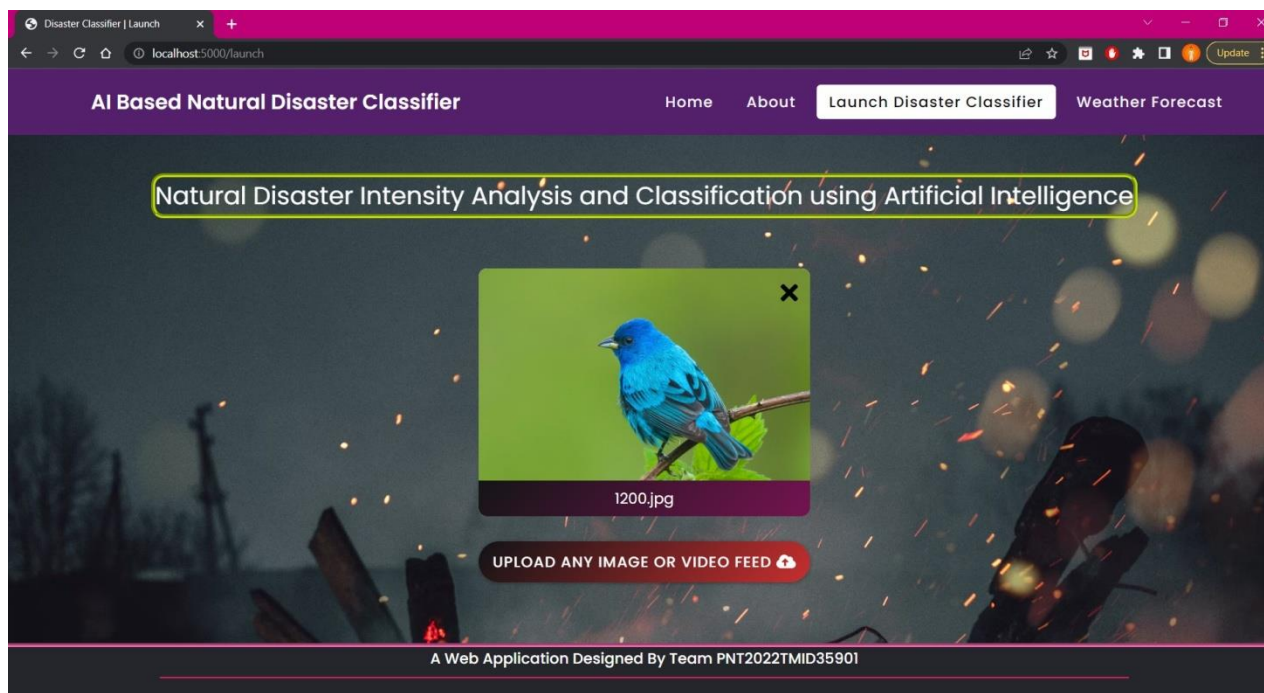 Disaster Classifier | Launch
localhost:5000/launch
Update
AI Based Natural Disaster Classifier
Home About Launch Disaster Classifier Weather Forecast
Natural Disaster Intensity Analysis and Classification using Artificial Intelligence
1200.jpg
UPLOAD ANY IMAGE OR VIDEO FEED
A Web Application Designed By Team PNT2022TMID35901